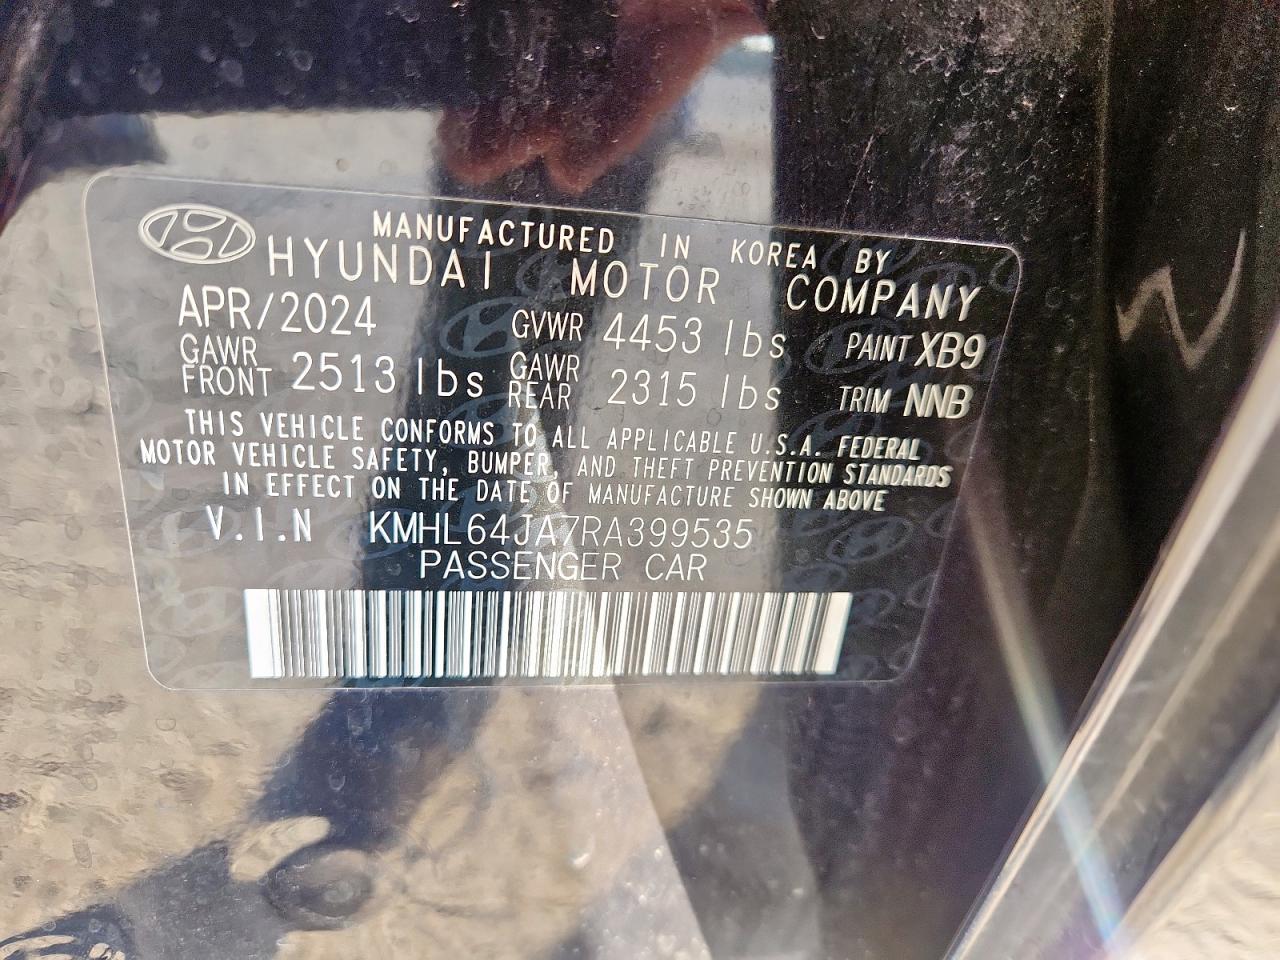 MANUFACTURED IN KOREA BY
HYUNDAI MOTOR COMPANY
APR/2024 GVWR 4453 lbs PAINT XB9
GAWR FRONT 2513 lbs GAWR REAR 2315 lbs TRIM NNB
THIS VEHICLE CONFORMS TO ALL APPLICABLE U.S.A. FEDERAL
MOTOR VEHICLE SAFETY, BUMPER, AND THEFT PREVENTION STANDARDS
IN EFFECT ON THE DATE OF MANUFACTURE SHOWN ABOVE
V.I.N KMHL64JA7RA399535
PASSENGER CAR